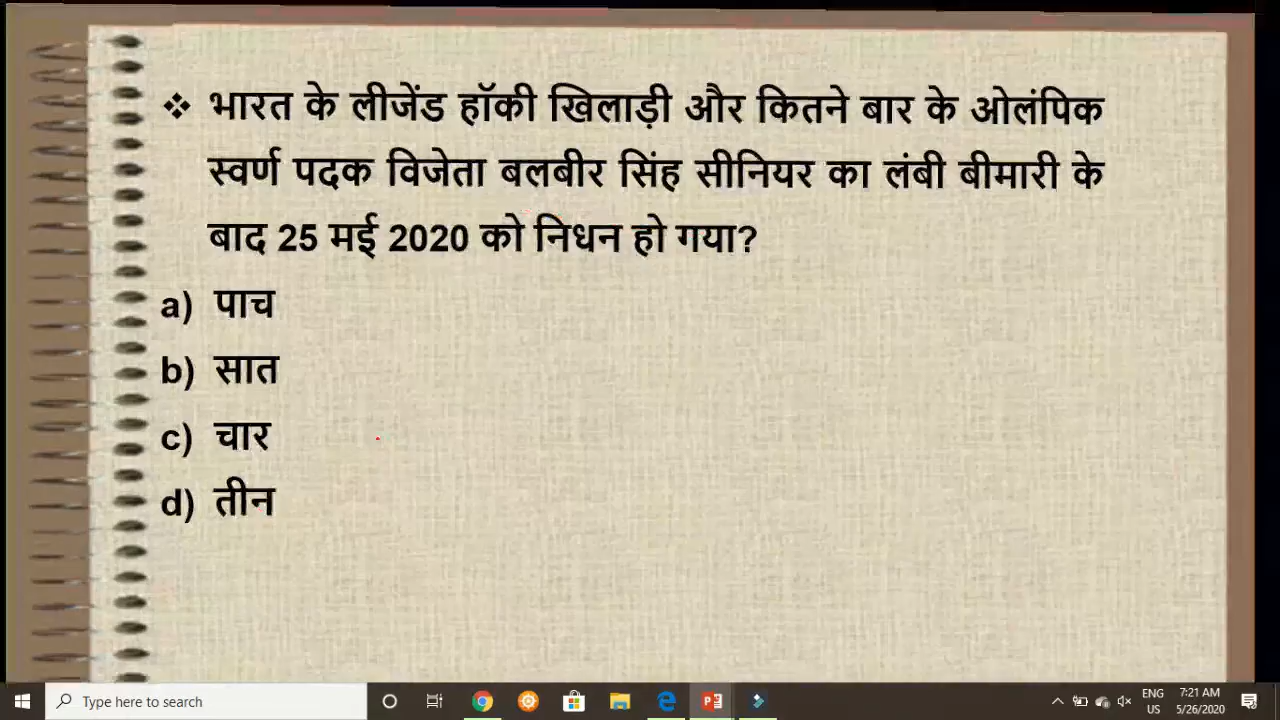 ❖ भारत के लीजेंड हॉकी खिलाड़ी और कितने बार के ओलंपिक
स्वर्ण पदक विजेता बलबीर सिंह सीनियर का लंबी बीमारी के
बाद 25 मई 2020 को निधन हो गया?
a) पाच
b) सात
c) चार
d) तीन
Type here to search
ENG
US
7:21 AM
5/26/2020